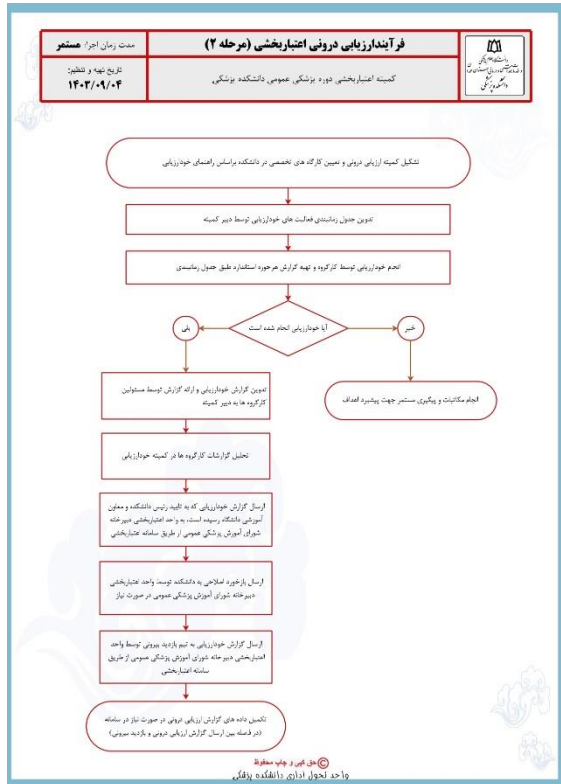 فرآیندارزیابی درونی اعتباربخشی (مرحله ۲)
مدت زمان اجرا: مستمر
کمیته اعتباربخشی دوره پزشکی عمومی دانشکده پزشکی
تاریخ تهیه و تنظیم:
۱۴۰۳/۰۹/۰۴
دانشکده پزشکی
تشکیل کمیته ارزیابی درونی و تعیین کارگاه های تخصصی در دانشکده براساس راهنمای خودارزیابی
تدوین جدول زمانبندی فعالیت های خودارزیابی توسط دبیر کمیته
انجام خودارزیابی توسط کارگروه و تهیه گزارش هرحوزه استاندارد طبق جدول زمانبندی
آیا خودارزیابی انجام شده است
خیر
بلی
انجام مکاتبات و پیگیری مستمر جهت پیشبرد اهداف
تدوین گزارش خودارزیابی و ارائه گزارش توسط مسئولین
کارگروه ها به دبیر کمیته
تحلیل گزارشات کارگروه ها در کمیته خودارزیابی
ارسال گزارش خودارزیابی که به تایید رئیس دانشکده و معاون
آموزشی دانشگاه رسیده است، به واحد اعتباربخشی دبیرخانه
شورای آموزش پزشکی عمومی از طریق سامانه اعتباربخشی
ارسال بازخورد اصلاحی به دانشکده توسط واحد اعتباربخشی
دبیرخانه شورای آموزش پزشکی عمومی در صورت نیاز
ارسال گزارش خودارزیابی به تیم بازدید بیرونی توسط واحد
اعتباربخشی دبیرخانه شورای آموزش پزشکی عمومی از طریق
سامانه اعتباربخشی
تکمیل داده های گزارش ارزیابی درونی در صورت نیاز در سامانه
(در فاصله بین ارسال گزارش ارزیابی درونی و بازدید بیرونی)
© حق کپی و چاپ محفوظ
واحد تحول اداری دانشکده پزشکی